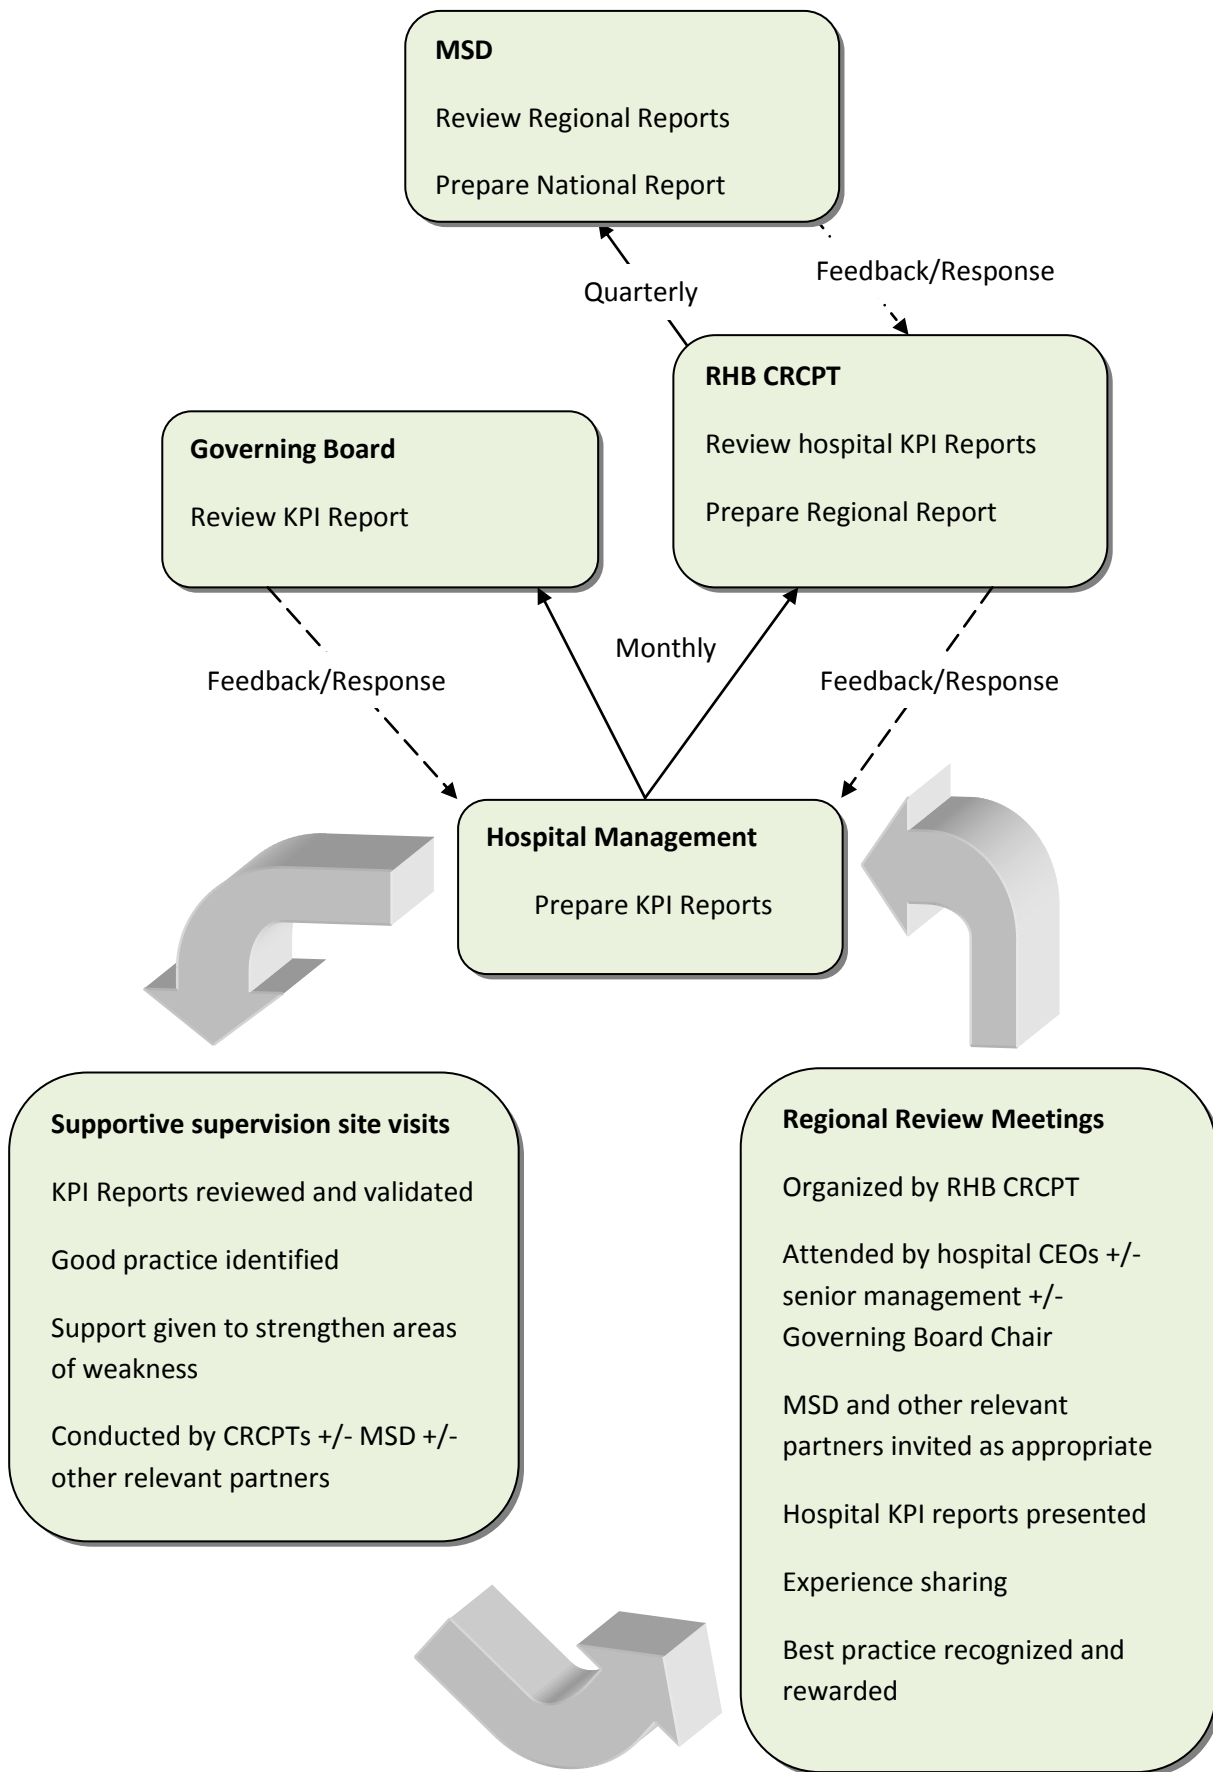 MSD
Review Regional Reports
Prepare National Report
Quarterly
Feedback/Response
RHB CRCPT
Review hospital KPI Reports
Prepare Regional Report
Governing Board
Review KPI Report
Monthly
Feedback/Response
Feedback/Response
Hospital Management
Prepare KPI Reports
Supportive supervision site visits
KPI Reports reviewed and validated
Good practice identified
Support given to strengthen areas
of weakness
Conducted by CRCPTs +/- MSD +/-
other relevant partners
Regional Review Meetings
Organized by RHB CRCPT
Attended by hospital CEOs +/-
senior management +/-
Governing Board Chair
MSD and other relevant
partners invited as appropriate
Hospital KPI reports presented
Experience sharing
Best practice recognized and
rewarded